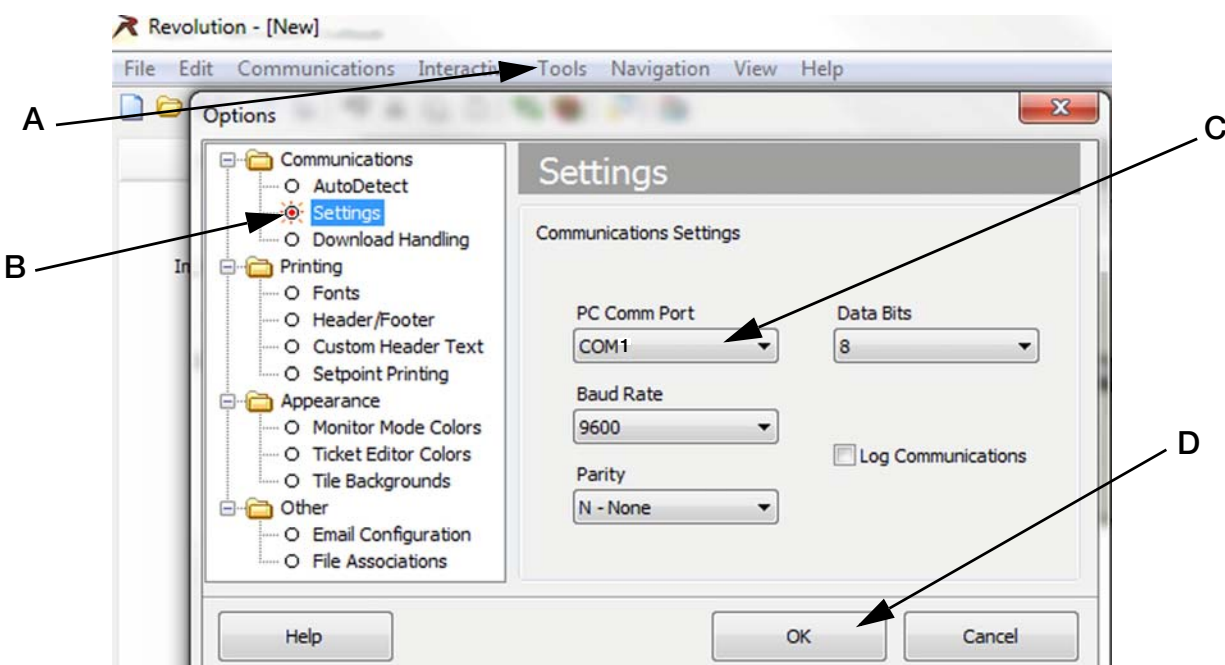 Revolution - [New]
File Edit Communications Interactiv Tools Navigation View Help
A
Options
C
Communications
AutoDetect
Settings
Download Handling
Printing
Fonts
Header/Footer
Custom Header Text
Setpoint Printing
Appearance
Monitor Mode Colors
Ticket Editor Colors
Tile Backgrounds
Other
Email Configuration
File Associations
B
In
Settings
Communications Settings
PC Comm Port
COM1
Data Bits
8
Baud Rate
9600
Log Communications
Parity
N - None
D
Help
OK
Cancel